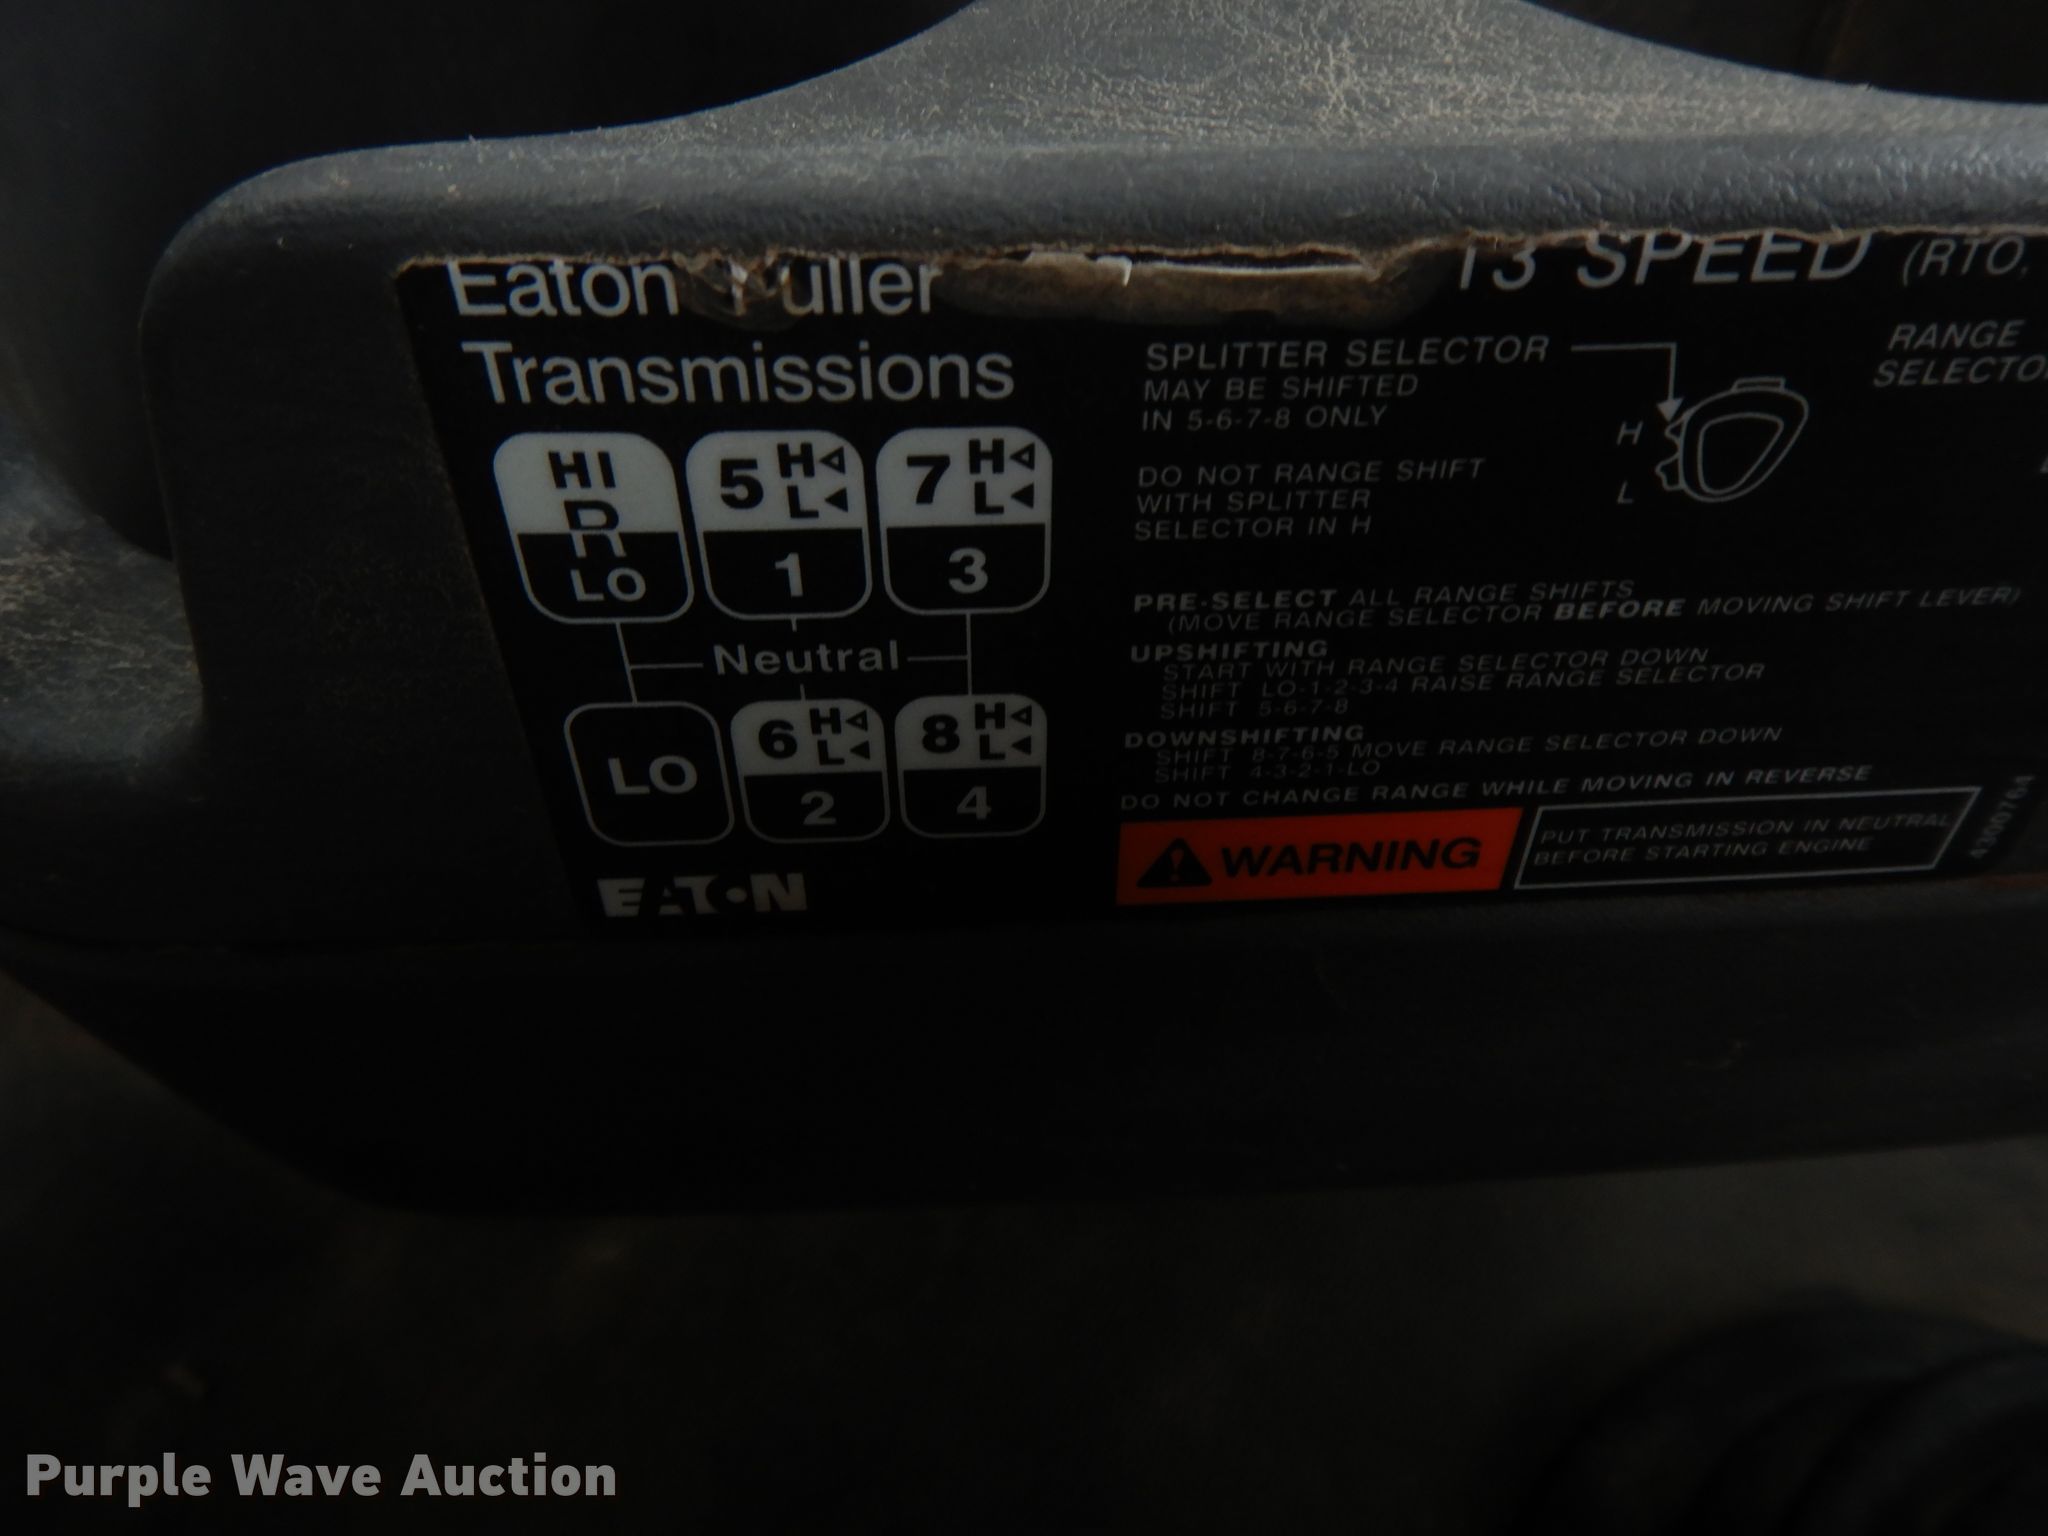 Eaton Fuller
Transmissions
HI
R
LO
5 H
L
1
7 H
L
3
Neutral
LO
6 H
L
2
8 H
L
4
EATON
13 SPEED (RTO,
SPLITTER SELECTOR
MAY BE SHIFTED
IN 5-6-7-8 ONLY
H
L
RANGE
DO NOT RANGE SHIFT
WITH SPLITTER
SELECTOR IN H
PRE-SELECT ALL RANGE SHIFTS
(MOVE RANGE SELECTOR BEFORE MOVING SHIFT LEVER)
UPSHIFTING
START WITH RANGE SELECTOR DOWN
SHIFT LO-1-2-3-4 RAISE RANGE SELECTOR
SHIFT 5-6-7-8
DOWNSHIFTING
SHIFT 8-7-6-5 MOVE RANGE SELECTOR DOWN
SHIFT 4-3-2-1-LO
DO NOT CHANGE RANGE WHILE MOVING IN REVERSE
WARNING
PUT TRANSMISSION IN NEUTRAL
BEFORE STARTING ENGINE
4300764
Purple Wave Auction